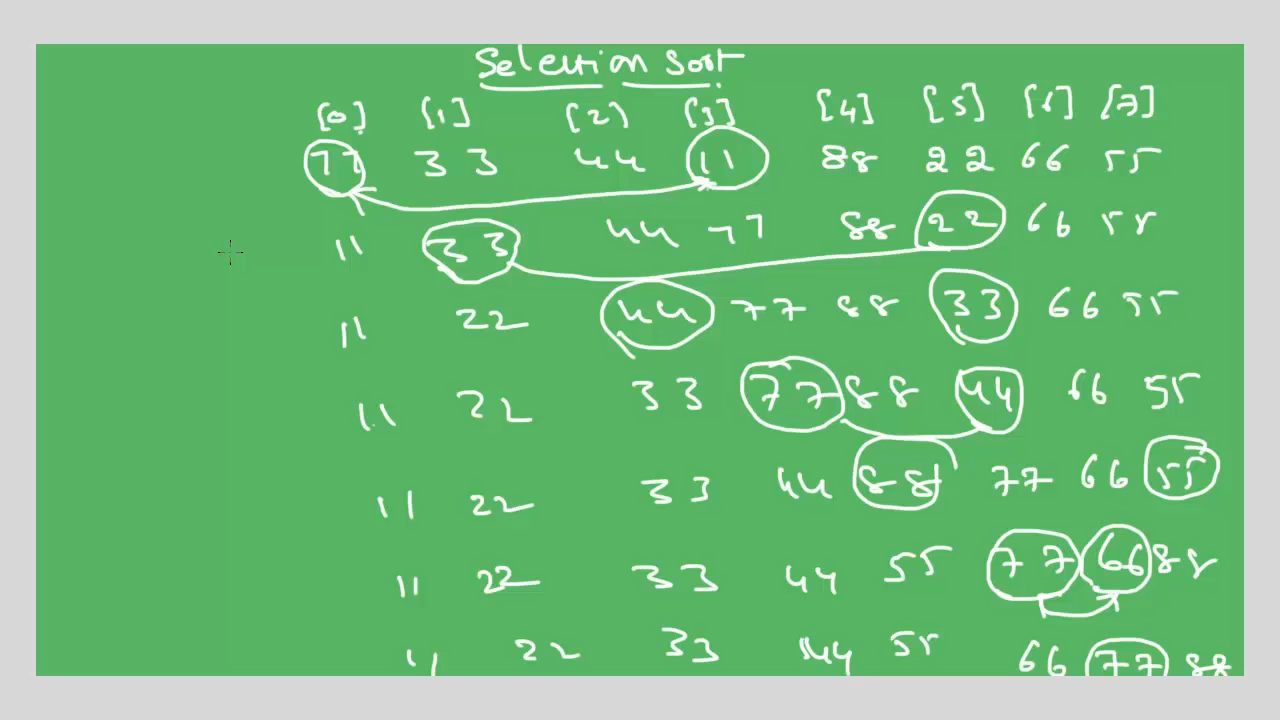 Selection Sort
[0] [1] [2] [3] [4] [5] [6] [7]
77 33 44 11 88 22 66 55
11 33 44 77 88 22 66 55
11 22 44 77 88 33 66 55
11 22 33 77 88 44 66 55
11 22 33 44 88 77 66 55
11 22 33 44 55 77 66 88
11 22 33 44 55 66 77 88